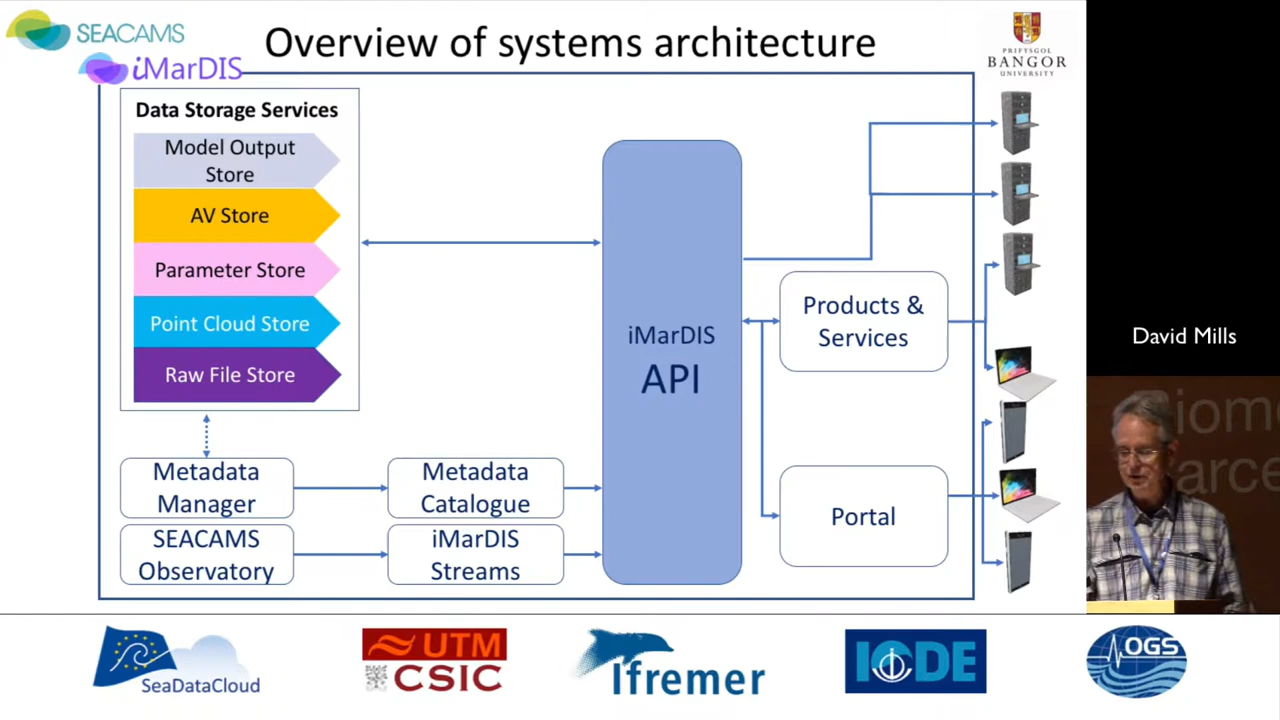 SEACAMS
iMarDIS
Overview of systems architecture
PRIFYSGOL
BANGOR
UNIVERSITY
Data Storage Services
Model Output
Store
AV Store
Parameter Store
Point Cloud Store
Raw File Store
Metadata
Manager
SEACAMS
Observatory
Metadata
Catalogue
iMarDIS
Streams
iMarDIS
API
Products &
Services
Portal
David Mills
iome
arce
SeaDataCloud
UTM
CSIC
Ifremer
IODE
OGS